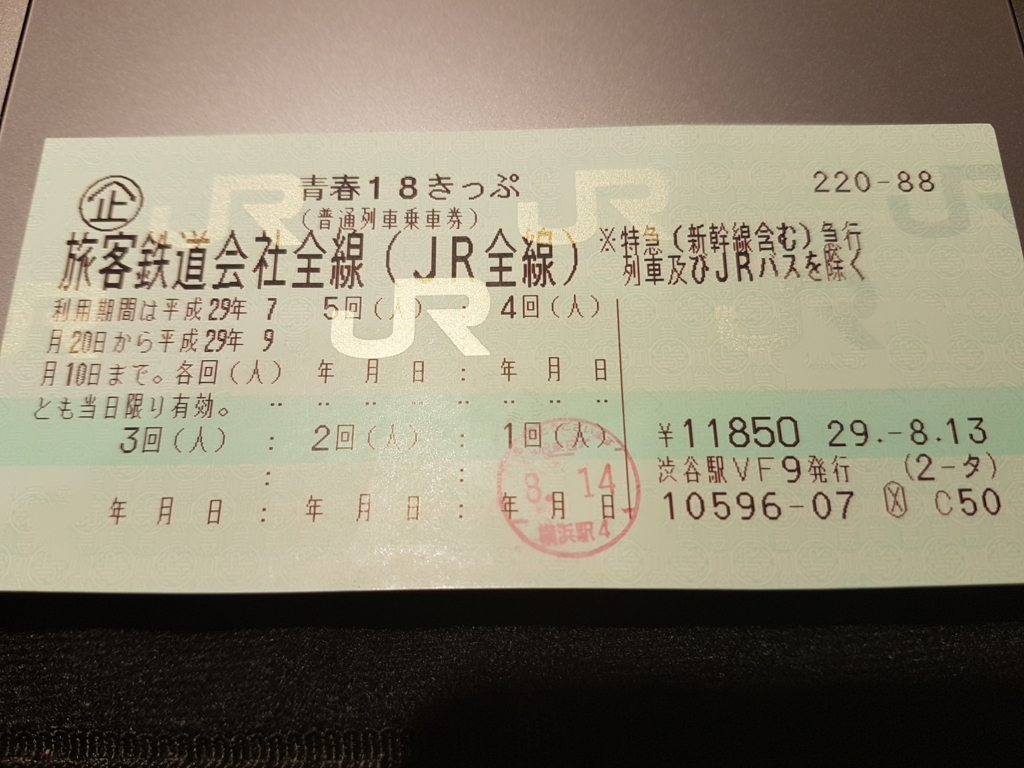 企 青春18きっぷ 220-88
(普通列車乗車券)
旅客鉄道会社全線(JR全線) ※特急(新幹線含む)急行
列車及びJRバスを除く
利用期間は平成29年 7 5回(人) : 4回(人)
月20日から平成29年 9
月10日まで。各回(人) 年 月 日 : 年 月 日
とも当日限り有効。
3回(人) : 2回(人) : 1回(人) ¥11850 29.-8.13
渋谷駅VF9発行 (2-タ)
年 月 日 : 年 月 日 : 年 月 日 10596-07 C50
8. 14
横浜駅4
JR JR JR JR